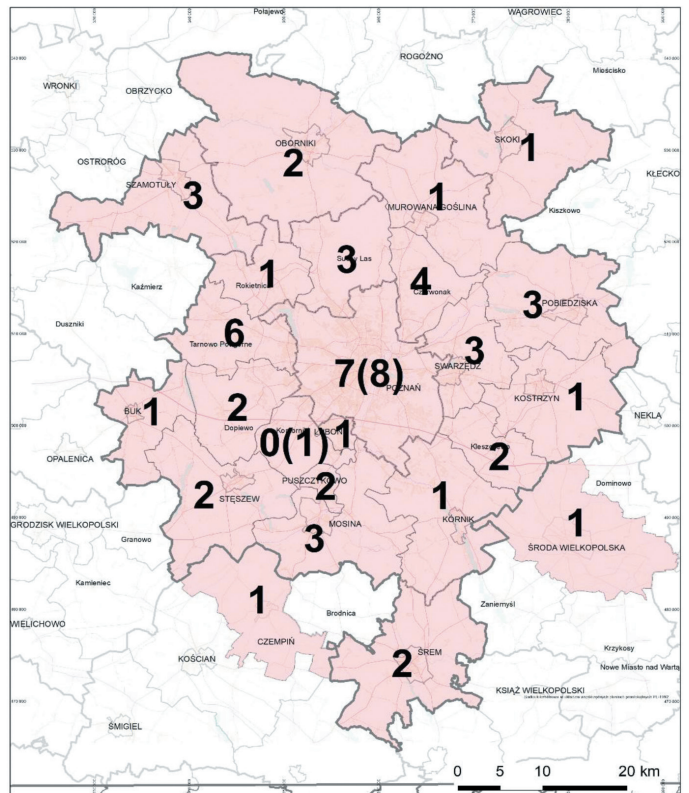 Połajewo
WĄGROWIEC
ROGOŹNO
Mieścisko
WRONKI
OBRZYCKO
OBORNIKI
2
SKOKI
1
OSTRORÓG
SZAMOTUŁY
3
KŁECKO
1
MUROWANA GOŚLINA
Kiszkowo
3
Suchy Las
1
Rokietnica
4
Czerwonak
Kaźmierz
3
POBIEDZISKA
Duszniki
6
Tarnowo Podgórne
3
SWARZĘDZ
7(8)
POZNAŃ
1
KOSTRZYN
BUK
1
2
Dopiewo
NEKLA
Komorniki
LUBOŃ
1
0(1)
Kleszczewo
2
OPALENICA
PUSZCZYKOWO
2
Dominowo
2
STĘSZEW
1
KÓRNIK
1
ŚRODA WIELKOPOLSKA
GRODZISK WIELKOPOLSKI
Granowo
MOSINA
3
Kamieniec
1
Brodnica
Zaniemyśl
WIELICHOWO
CZEMPIŃ
Krzykosy
KOŚCIAN
ŚREM
2
Nowe Miasto nad Wartą
KSIĄŻ WIELKOPOLSKI
ŚMIGIEL
0 5 10 20 km